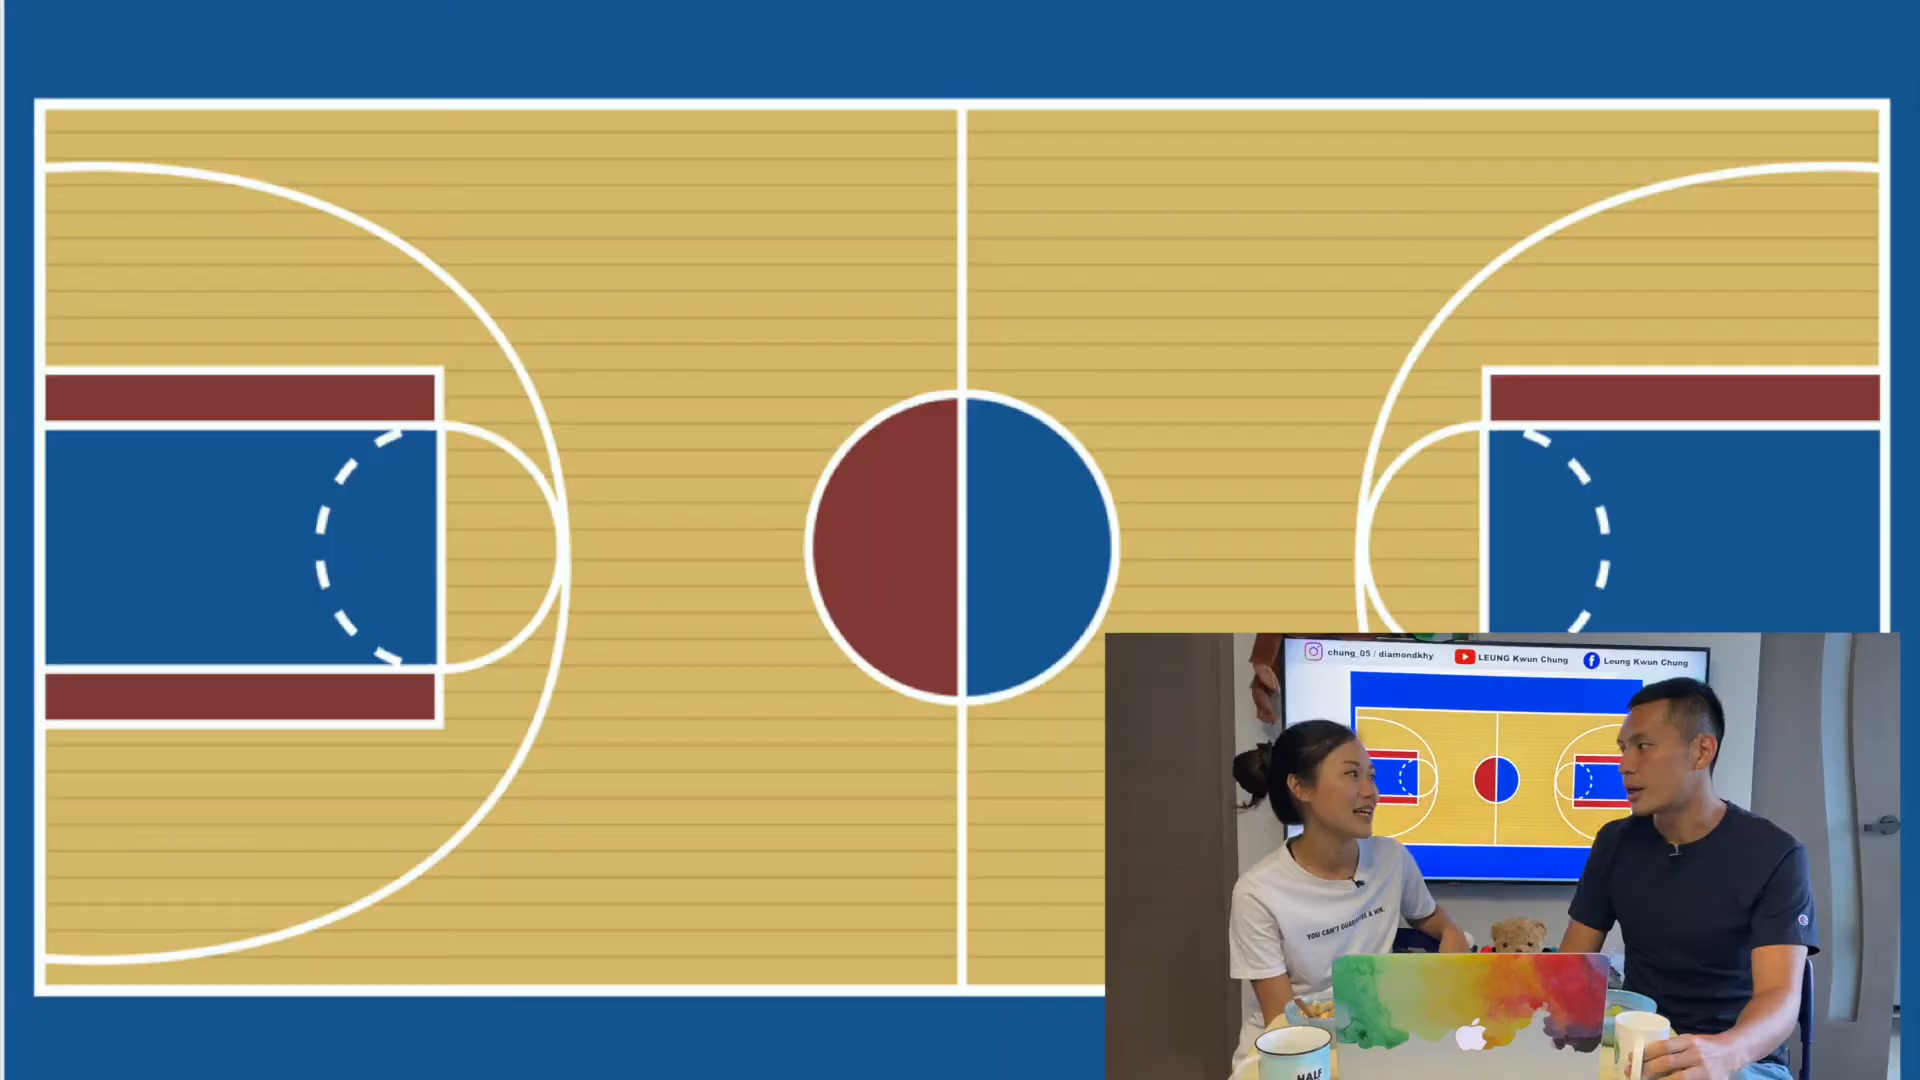 chung_05 / diamondkhy
LEUNG Kwun Chung
Leung Kwun Chung
YOU CAN'T GUARANTEE A WIN.
HALF